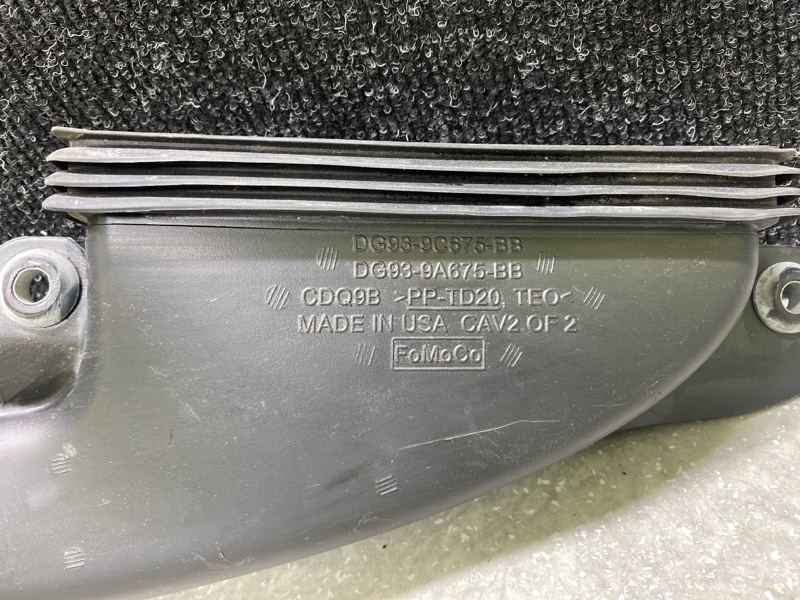 DG93-9C675-BB
DG93-9A675-BB
CDQ9B >PP-TD20, TEO<
MADE IN USA CAV2 OF 2
FoMoCo